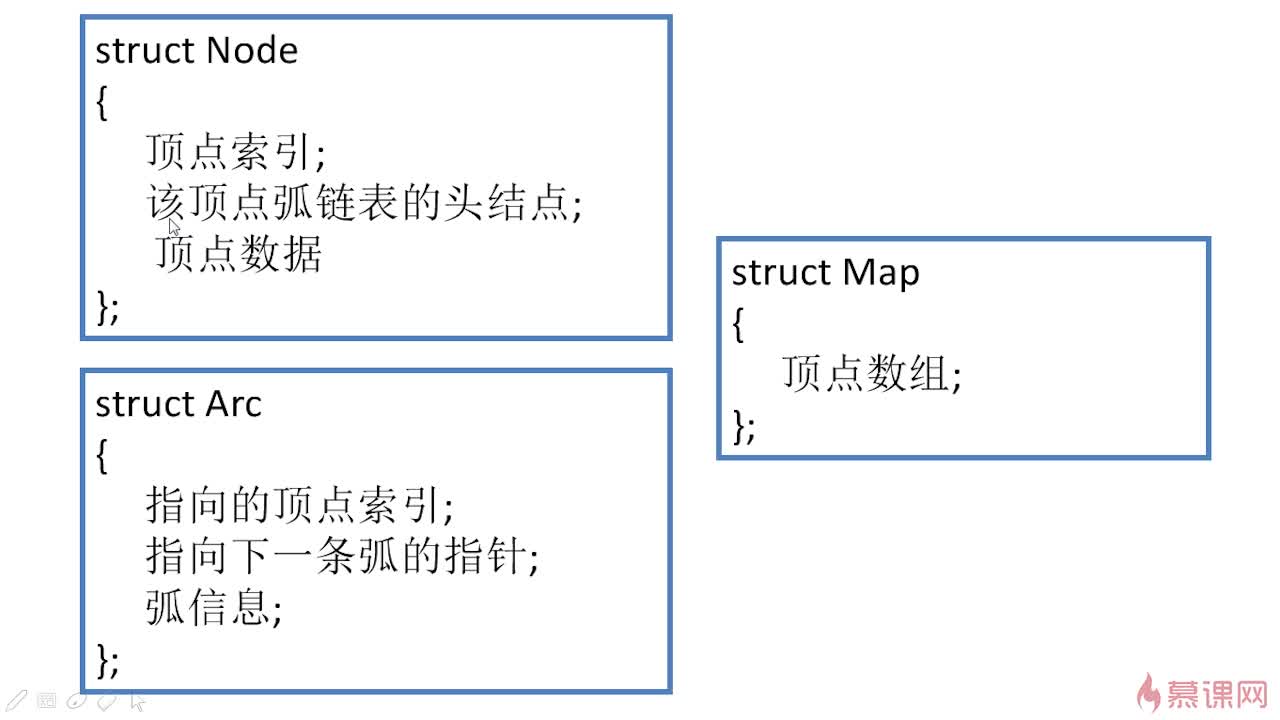 struct Node
{
顶点索引;
该顶点弧链表的头结点;
顶点数据
};
struct Arc
{
指向的顶点索引;
指向下一条弧的指针;
弧信息;
};
struct Map
{
顶点数组;
};
慕课网